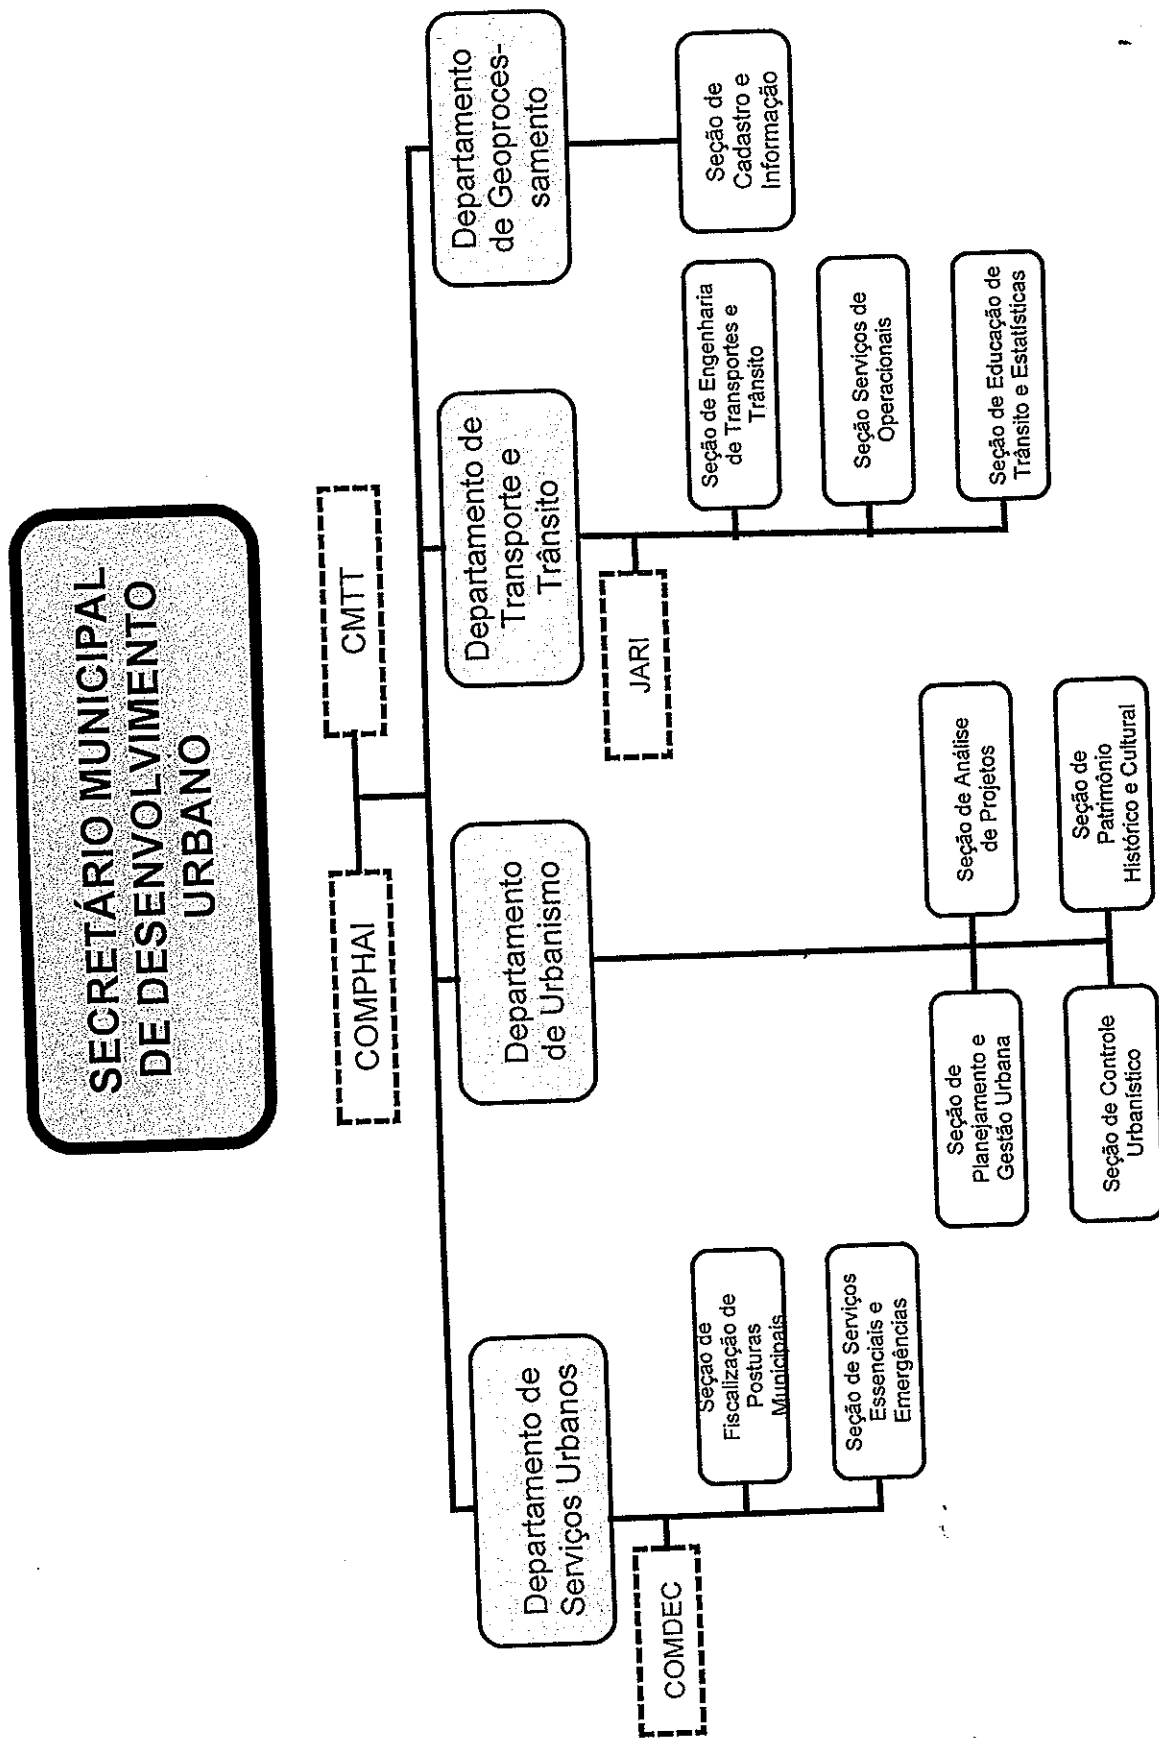 SECRETÁRIO MUNICIPAL
DE DESENVOLVIMENTO
URBANO
COMPHAI
CMTT
Departamento de
Serviços Urbanos
Departamento
de Urbanismo
Departamento de
Transporte e
Trânsito
Departamento
de Geoproces-
samento
COMDEC
Seção de
Fiscalização de
Posturas
Municipais
Seção de Serviços
Essenciais e
Emergências
Seção de
Planejamento e
Gestão Urbana
Seção de Análise
de Projetos
Seção de Controle
Urbanístico
Seção de
Patrimônio
Histórico e Cultural
JARI
Seção de Engenharia
de Transportes e
Trânsito
Seção Serviços de
Operacionais
Seção de Educação de
Trânsito e Estatísticas
Seção de
Cadastro e
Informação